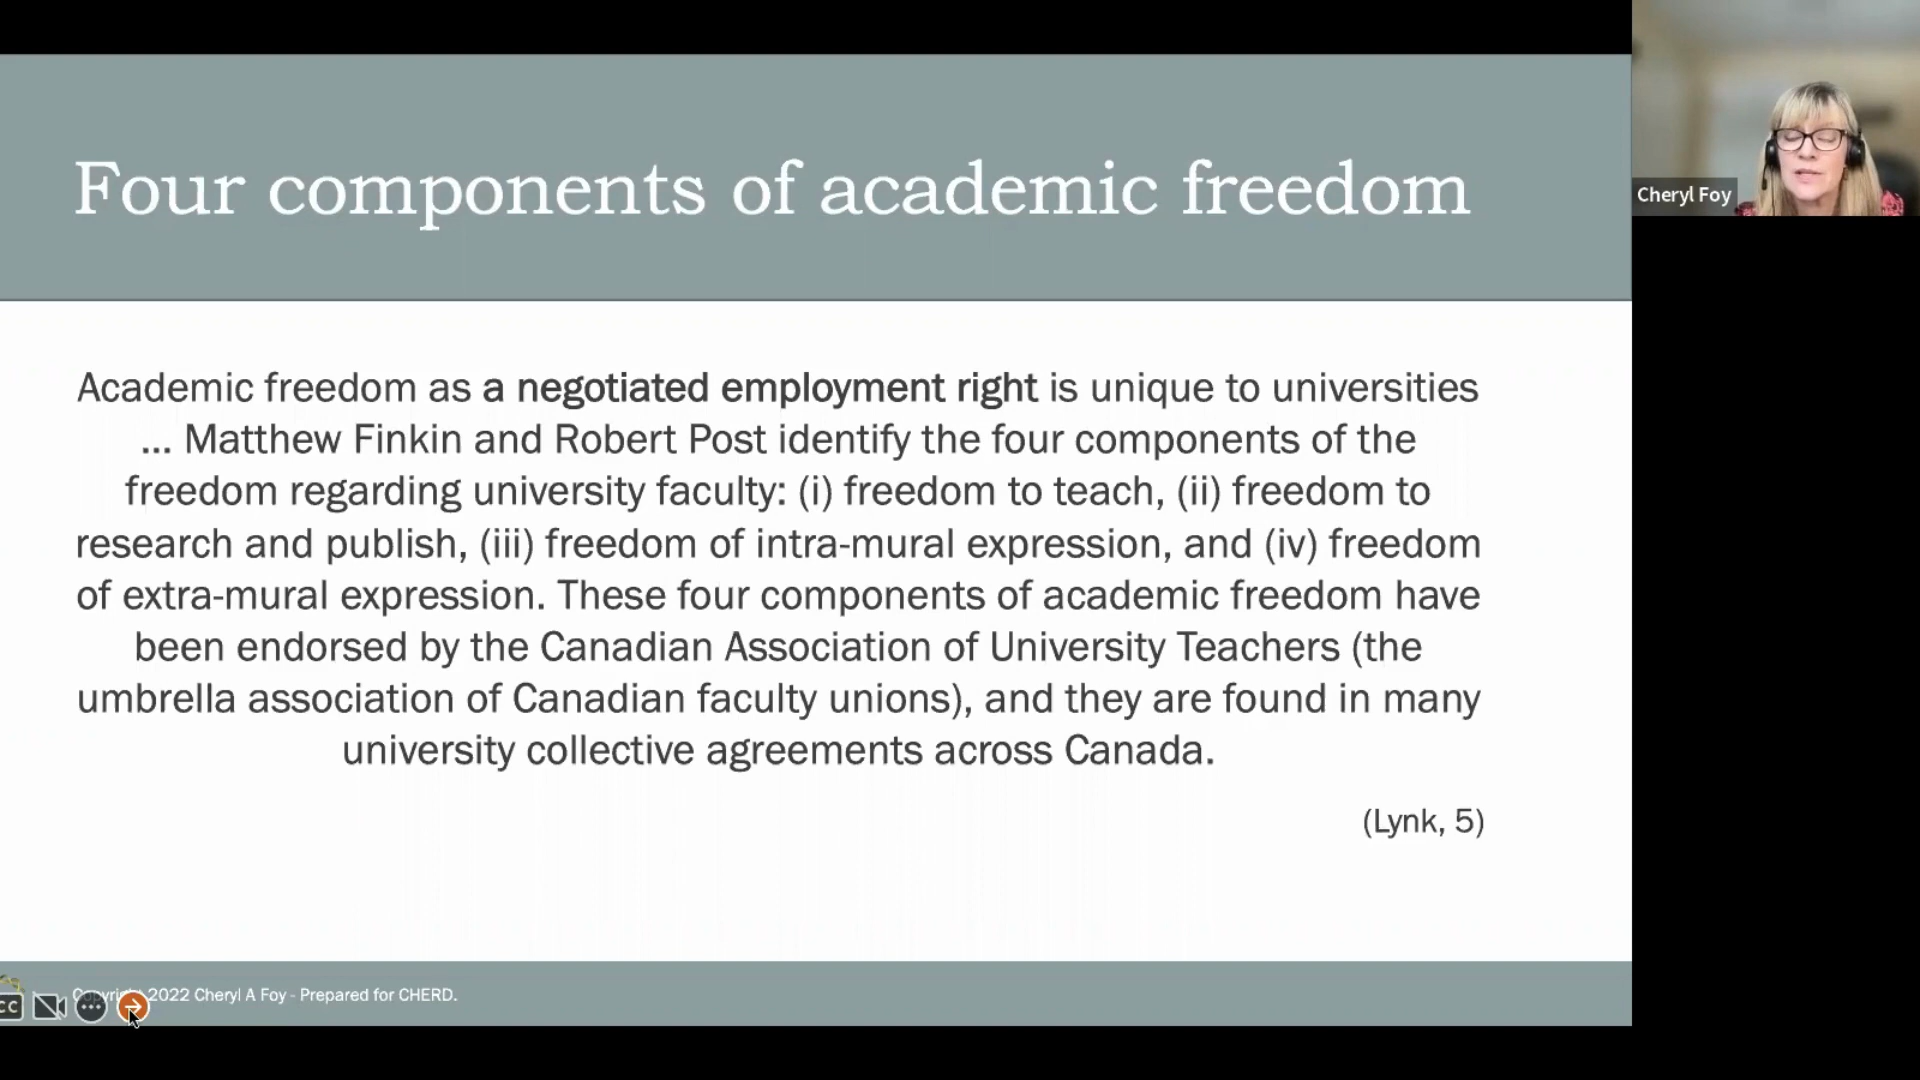 Four components of academic freedom
Cheryl Foy
Academic freedom as a negotiated employment right is unique to universities
... Matthew Finkin and Robert Post identify the four components of the
freedom regarding university faculty: (i) freedom to teach, (ii) freedom to
research and publish, (iii) freedom of intra-mural expression, and (iv) freedom
of extra-mural expression. These four components of academic freedom have
been endorsed by the Canadian Association of University Teachers (the
umbrella association of Canadian faculty unions), and they are found in many
university collective agreements across Canada.
(Lynk, 5)
Copyright 2022 Cheryl A Foy - Prepared for CHERD.
CC